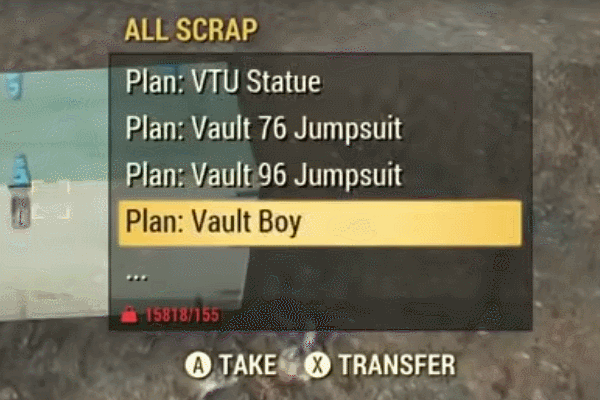 ALL SCRAP
Plan: VTU Statue
Plan: Vault 76 Jumpsuit
Plan: Vault 96 Jumpsuit
Plan: Vault Boy
...
15818/155
A TAKE X TRANSFER